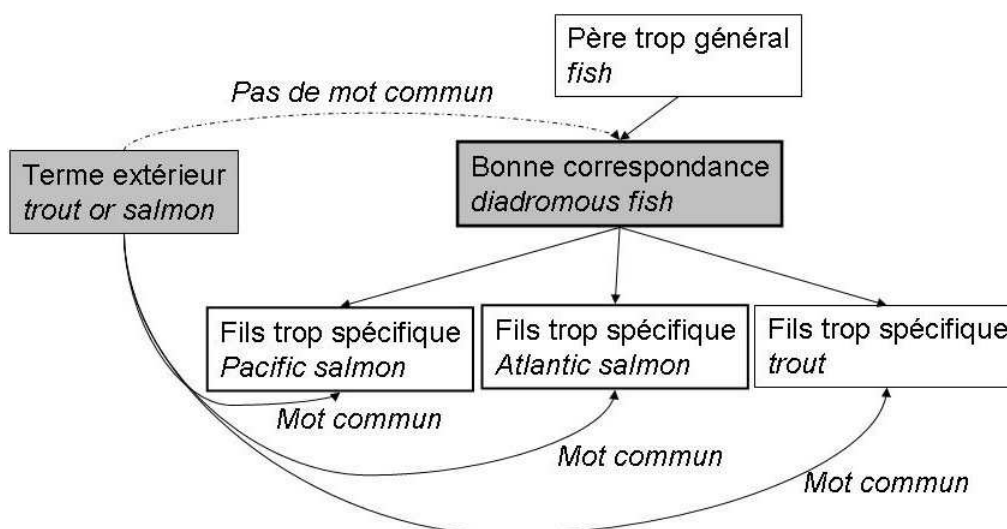 Père trop général
fish
Pas de mot commun
Terme extérieur
trout or salmon
Bonne correspondance
diadromous fish
Fils trop spécifique
Pacific salmon
Fils trop spécifique
Atlantic salmon
Fils trop spécifique
trout
Mot commun
Mot commun
Mot commun